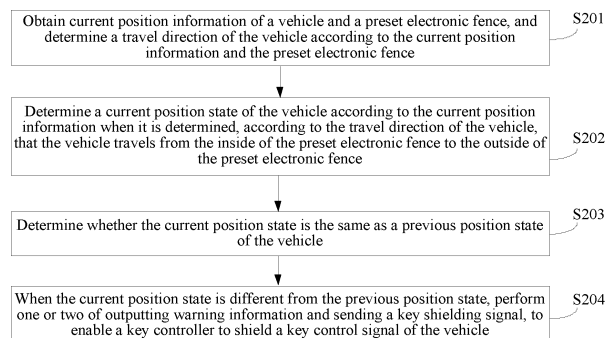 Obtain current position information of a vehicle and a preset electronic fence, and
determine a travel direction of the vehicle according to the current position
information and the preset electronic fence
S201
Determine a current position state of the vehicle according to the current position
information when it is determined, according to the travel direction of the vehicle,
that the vehicle travels from the inside of the preset electronic fence to the outside of
the preset electronic fence
S202
Determine whether the current position state is the same as a previous position state
of the vehicle
S203
When the current position state is different from the previous position state, perform
one or two of outputting warning information and sending a key shielding signal, to
enable a key controller to shield a key control signal of the vehicle
S204